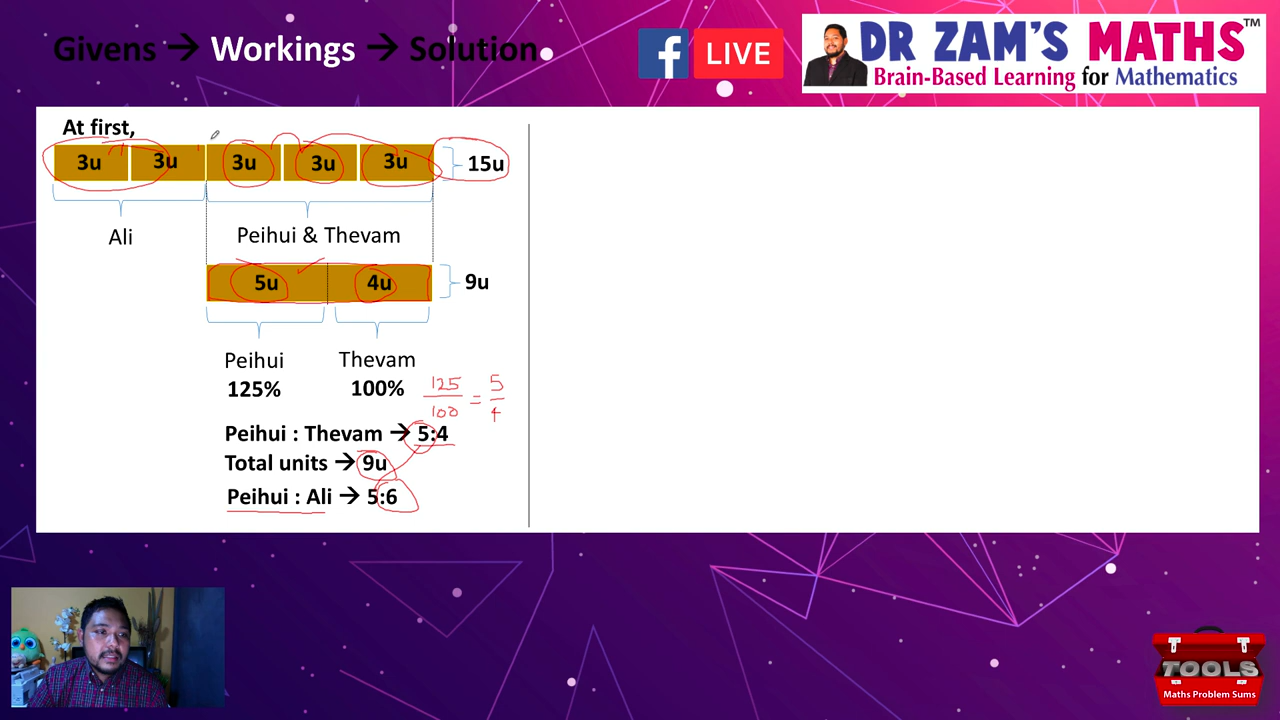 Givens → Workings → Solution
f LIVE
DR ZAM'S MATHS™
Brain-Based Learning for Mathematics
At first,
3u 3u 3u 3u 3u 15u
Ali
Peihui & Thevam
5u 4u 9u
Peihui Thevam
125% 100%
125/100 = 5/4
Peihui : Thevam → 5:4
Total units → 9u
Peihui : Ali → 5:6
TOOLS
Maths Problem Sums